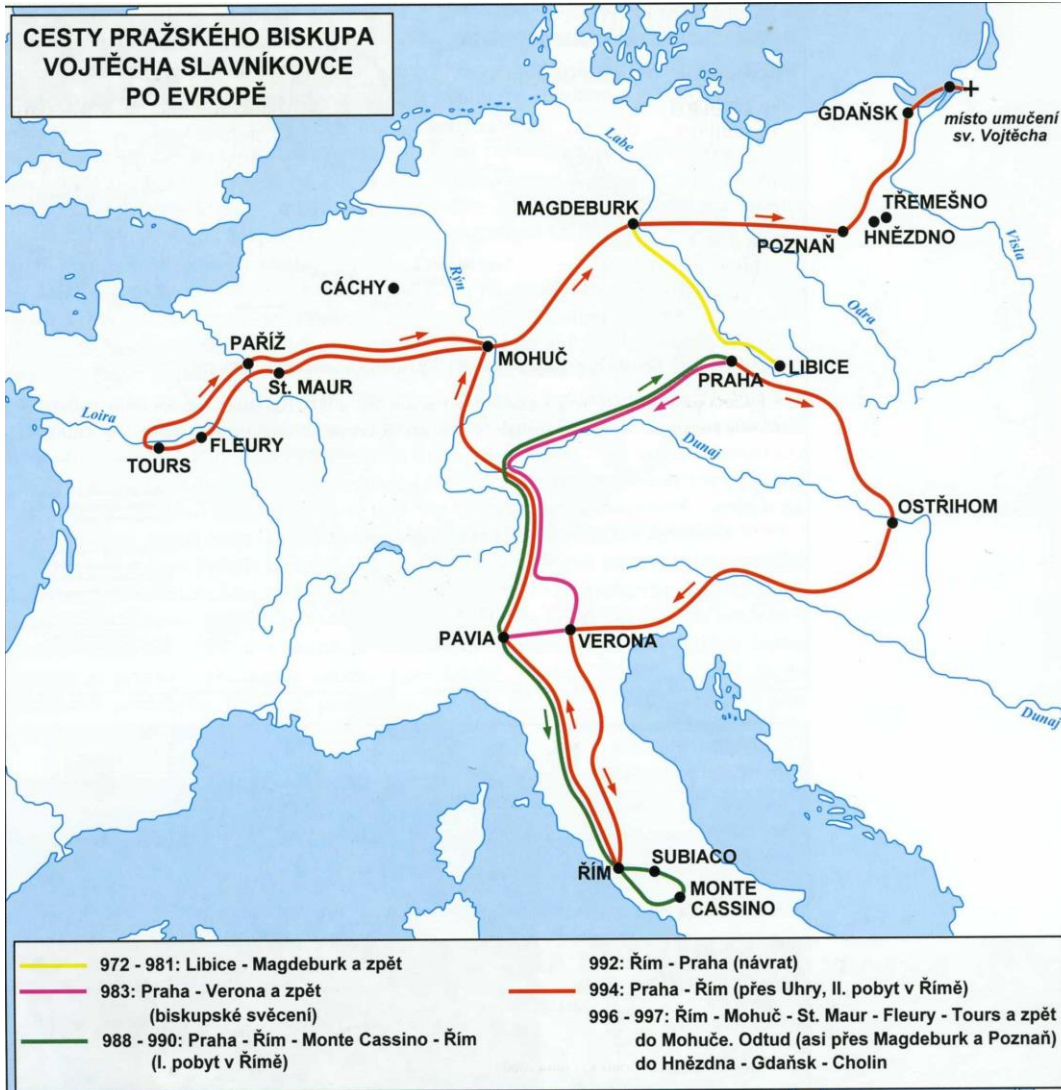 CESTY PRAŽSKÉHO BISKUPA
VOJTĚCHA SLAVNÍKOVCE
PO EVROPĚ
GDAŇSK
místo umučení
sv. Vojtěcha
Labe
MAGDEBURK
TŘEMEŠNO
HNĚZDNO
POZNAŇ
Visla
Rýn
CÁCHY
Odra
PAŘÍŽ
MOHUČ
St. MAUR
PRAHA
LIBICE
Loira
FLEURY
TOURS
Dunaj
OSTŘIHOM
PAVIA
VERONA
Dunaj
SUBIACO
ŘÍM
MONTE
CASSINO
972 - 981: Libice - Magdeburk a zpět
983: Praha - Verona a zpět
(biskupské svěcení)
988 - 990: Praha - Řím - Monte Cassino - Řím
(I. pobyt v Římě)
992: Řím - Praha (návrat)
994: Praha - Řím (přes Uhry, II. pobyt v Římě)
996 - 997: Řím - Mohuč - St. Maur - Fleury - Tours a zpět
do Mohuče. Odtud (asi přes Magdeburk a Poznaň)
do Hnězdna - Gdaňsk - Cholin